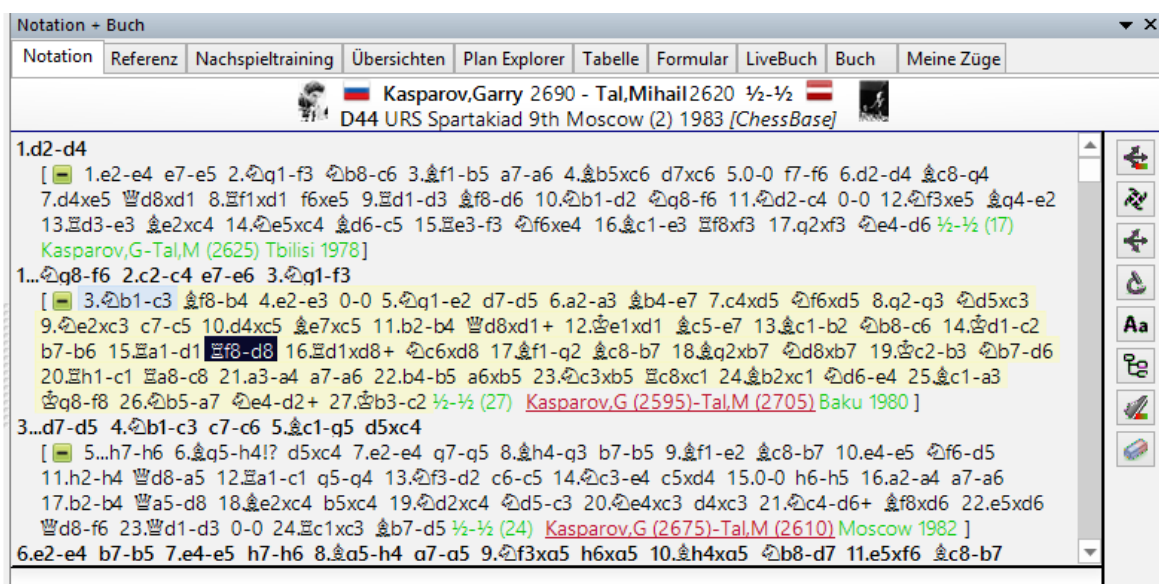 Notation + Buch
Notation Referenz Nachspieltraining Übersichten Plan Explorer Tabelle Formular LiveBuch Buch Meine Züge
Kasparov,Garry 2690 - Tal,Mihail2620 ½-½
D44 URS Spartakiad 9th Moscow (2) 1983 [ChessBase]
1.d2-d4
[ 1.e2-e4 e7-e5 2.♘g1-f3 ♘b8-c6 3.♗f1-b5 a7-a6 4.♗b5xc6 d7xc6 5.0-0 f7-f6 6.d2-d4 ♗c8-g4
7.d4xe5 ♕d8xd1 8.♖f1xd1 f6xe5 9.♖d1-d3 ♗f8-d6 10.♘b1-d2 ♘g8-f6 11.♘d2-c4 0-0 12.♘f3xe5 ♗g4-e2
13.♖d3-e3 ♗e2xc4 14.♘e5xc4 ♗d6-c5 15.♖e3-f3 ♘f6xe4 16.♗c1-e3 ♖f8xf3 17.g2xf3 ♘e4-d6 ½-½ (17)
Kasparov,G-Tal,M (2625) Tbilisi 1978]
1...♘g8-f6 2.c2-c4 e7-e6 3.♘g1-f3
[ 3.♘b1-c3 ♗f8-b4 4.e2-e3 0-0 5.♘g1-e2 d7-d5 6.a2-a3 ♗b4-e7 7.c4xd5 ♘f6xd5 8.g2-g3 ♘d5xc3
9.♘e2xc3 c7-c5 10.d4xc5 ♗e7xc5 11.b2-b4 ♕d8xd1+ 12.♔e1xd1 ♗c5-e7 13.♗c1-b2 ♘b8-c6 14.♔d1-c2
b7-b6 15.♖a1-d1 ♖f8-d8 16.♖d1xd8+ ♘c6xd8 17.♗f1-g2 ♗c8-b7 18.♗g2xb7 ♘d8xb7 19.♔c2-b3 ♘b7-d6
20.♖h1-c1 ♖a8-c8 21.a3-a4 a7-a6 22.b4-b5 a6xb5 23.♘c3xb5 ♖c8xc1 24.♗b2xc1 ♘d6-e4 25.♗c1-a3
♔g8-f8 26.♘b5-a7 ♘e4-d2+ 27.♔b3-c2 ½-½ (27) Kasparov,G (2595)-Tal,M (2705) Baku 1980 ]
3...d7-d5 4.♘b1-c3 c7-c6 5.♗c1-g5 d5xc4
[ 5...h7-h6 6.♗g5-h4!? d5xc4 7.e2-e4 g7-g5 8.♗h4-g3 b7-b5 9.♗f1-e2 ♗c8-b7 10.e4-e5 ♘f6-d5
11.h2-h4 ♕d8-a5 12.♖a1-c1 g5-g4 13.♘f3-d2 c6-c5 14.♘c3-e4 c5xd4 15.0-0 h6-h5 16.a2-a4 a7-a6
17.b2-b4 ♕a5-d8 18.♗e2xc4 b5xc4 19.♘d2xc4 ♘d5-c3 20.♘e4xc3 d4xc3 21.♘c4-d6+ ♗f8xd6 22.e5xd6
♕d8-f6 23.♕d1-d3 0-0 24.♖c1xc3 ♗b7-d5 ½-½ (24) Kasparov,G (2675)-Tal,M (2610) Moscow 1982 ]
6.e2-e4 b7-b5 7.e4-e5 h7-h6 8.♗g5-h4 g7-g5 9.♘f3xg5 h6xg5 10.♗h4xg5 ♘b8-d7 11.e5xf6 ♗c8-b7
Aa